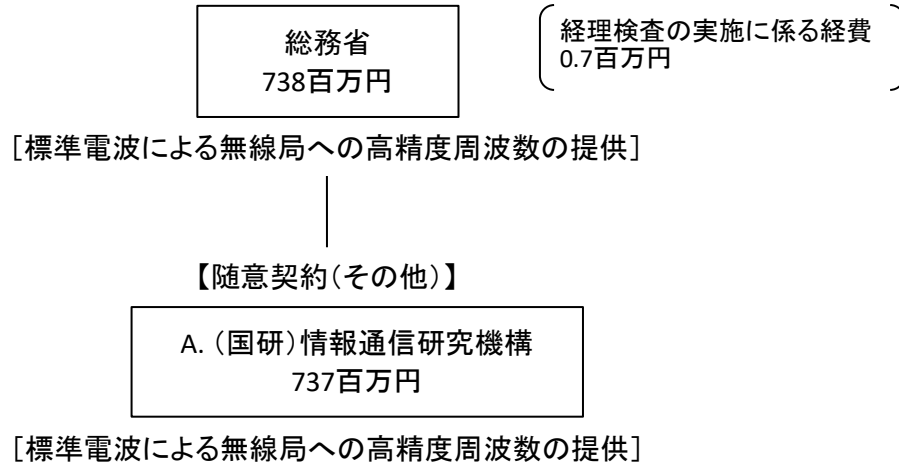 総務省
738百万円
経理検査の実施に係る経費
0.7百万円
［標準電波による無線局への高精度周波数の提供］
【随意契約（その他）】
A. （国研）情報通信研究機構
737百万円
［標準電波による無線局への高精度周波数の提供］